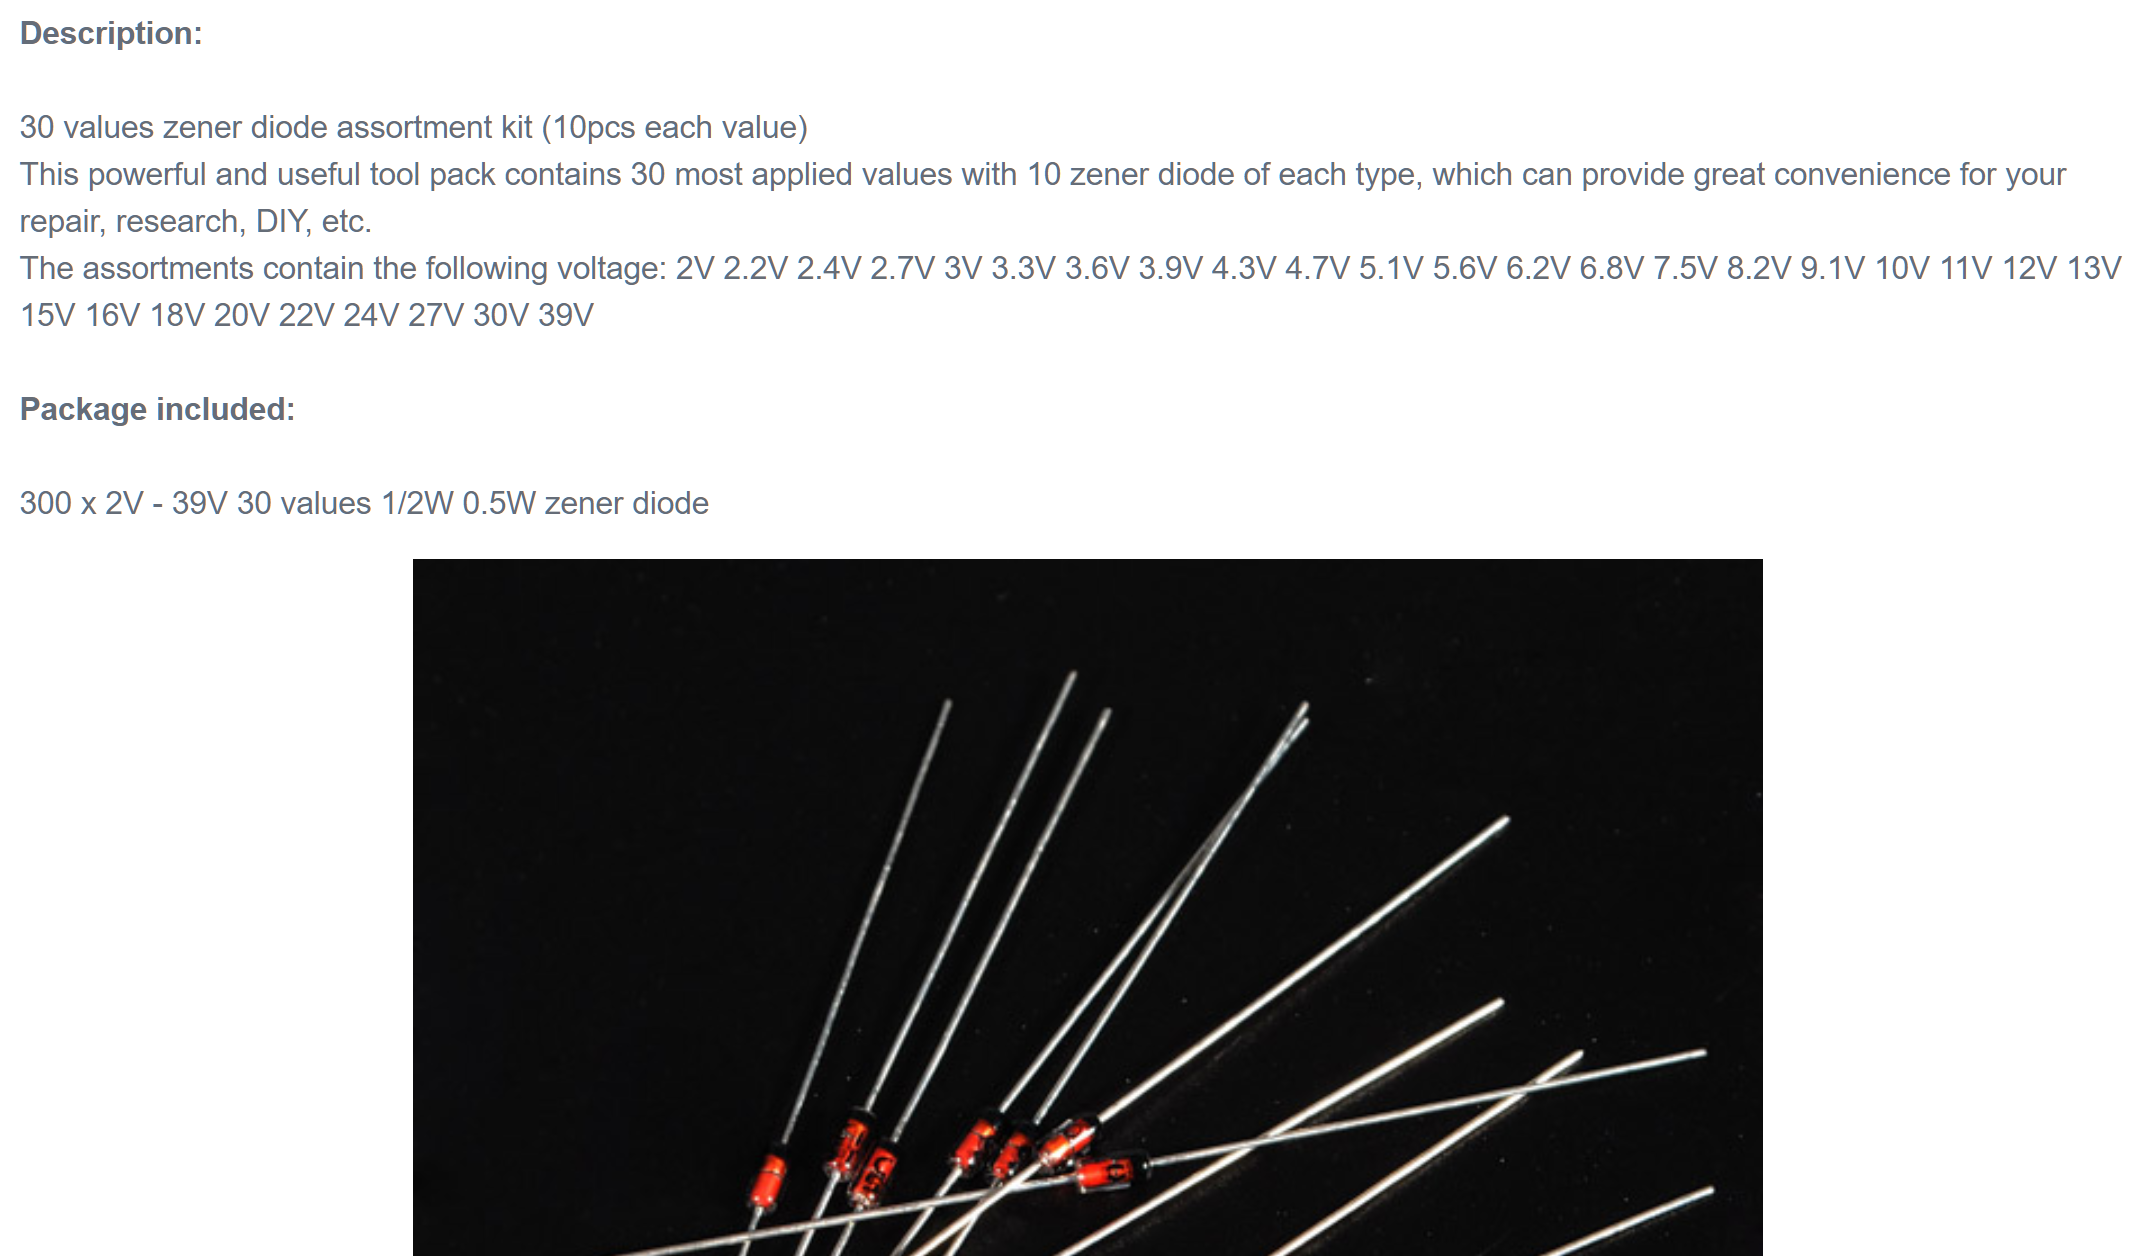 Description:
30 values zener diode assortment kit (10pcs each value)
This powerful and useful tool pack contains 30 most applied values with 10 zener diode of each type, which can provide great convenience for your
repair, research, DIY, etc.
The assortments contain the following voltage: 2V 2.2V 2.4V 2.7V 3V 3.3V 3.6V 3.9V 4.3V 4.7V 5.1V 5.6V 6.2V 6.8V 7.5V 8.2V 9.1V 10V 11V 12V 13V
15V 16V 18V 20V 22V 24V 27V 30V 39V
Package included:
300 x 2V - 39V 30 values 1/2W 0.5W zener diode